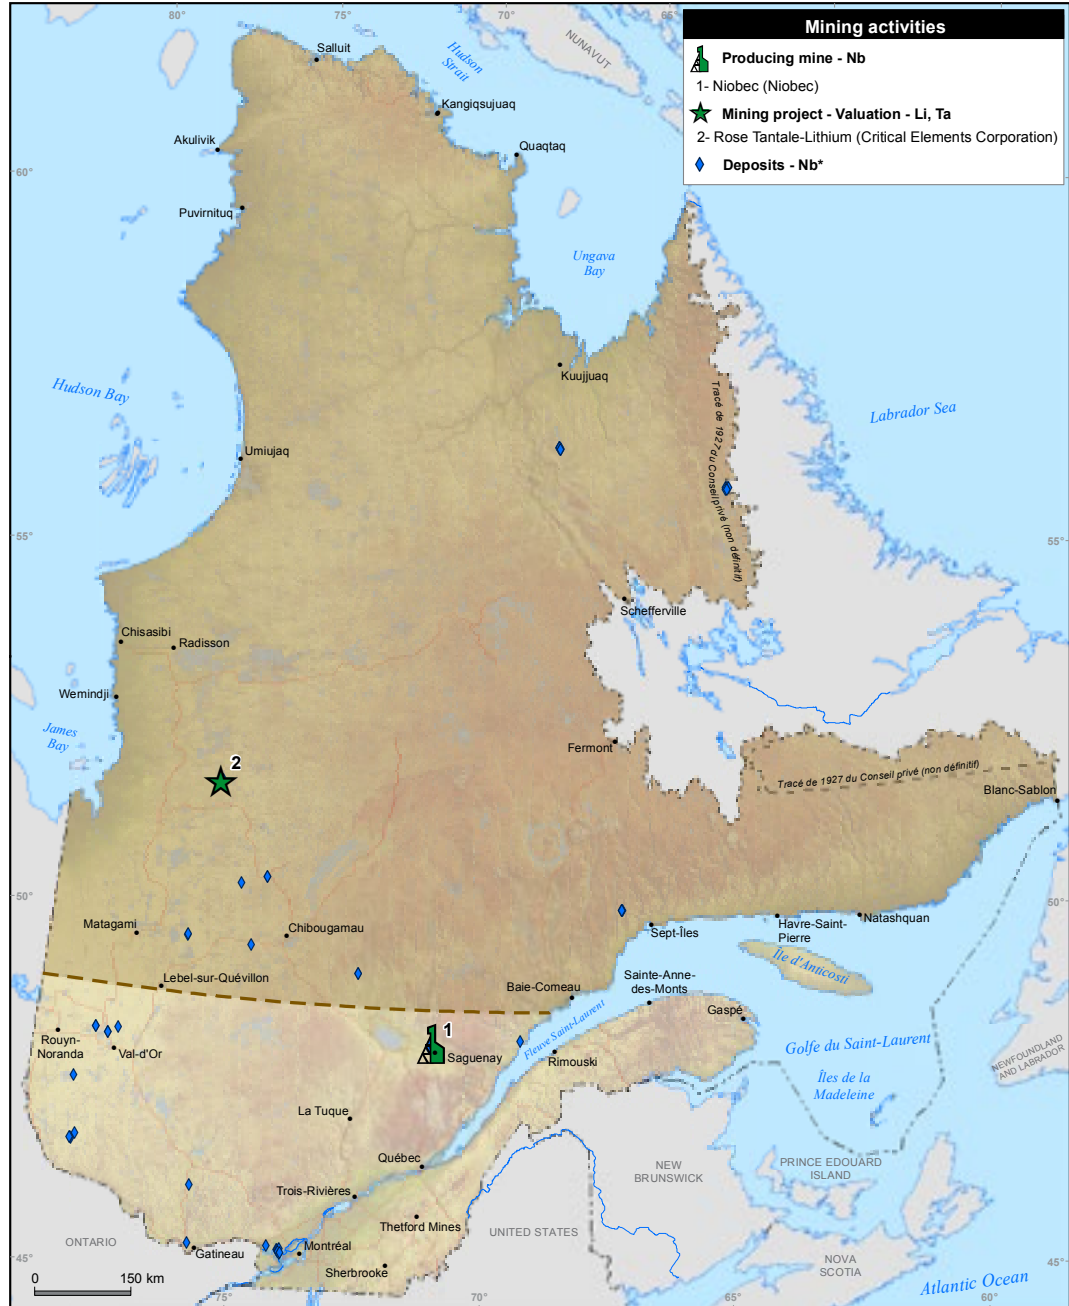 80°
75°
70°
65°
Mining activities
Producing mine - Nb
1- Niobec (Niobec)
Mining project - Valuation - Li, Ta
2- Rose Tantale-Lithium (Critical Elements Corporation)
Deposits - Nb*
Salluit
Hudson
Strait
NUNAVUT
Kangiqsujuaq
Akulivik
Quaqtaq
60°
Puvirnituq
Ungava
Bay
Kuujjuaq
Hudson Bay
Labrador Sea
Tracé de 1927 du Conseil privé (non définitif)
Umiujaq
55°
55°
Schefferville
Chisasibi
Radisson
Wemindji
James
Bay
Fermont
2
Tracé de 1927 du Conseil privé (non définitif)
Blanc-Sablon
50°
50°
Matagami
Chibougamau
Sept-Îles
Havre-Saint-
Pierre
Natashquan
Île d'Anticosti
Lebel-sur-Quévillon
Baie-Comeau
Sainte-Anne-
des-Monts
Gaspé
Fleuve Saint-Laurent
Rouyn-
Noranda
Val-d'Or
1
Saguenay
Rimouski
Golfe du Saint-Laurent
Îles de la
Madeleine
NEWFOUNDLAND
AND LABRADOR
La Tuque
Québec
Trois-Rivières
Thetford Mines
NEW
BRUNSWICK
PRINCE EDOUARD
ISLAND
UNITED STATES
ONTARIO
Gatineau
Montréal
Sherbrooke
NOVA
SCOTIA
Atlantic Ocean
45°
45°
0
150 km
75°
70°
65°
60°